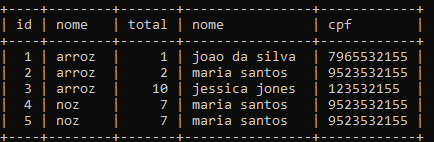 +----+-------+-------+---------------+------------+
| id | nome  | total | nome          | cpf        |
+----+-------+-------+---------------+------------+
|  1 | arroz |     1 | joao da silva | 7965532155 |
|  2 | arroz |     2 | maria santos  | 9523532155 |
|  3 | arroz |    10 | jessica jones | 123532155  |
|  4 | noz   |     7 | maria santos  | 9523532155 |
|  5 | noz   |     7 | maria santos  | 9523532155 |
+----+-------+-------+---------------+------------+